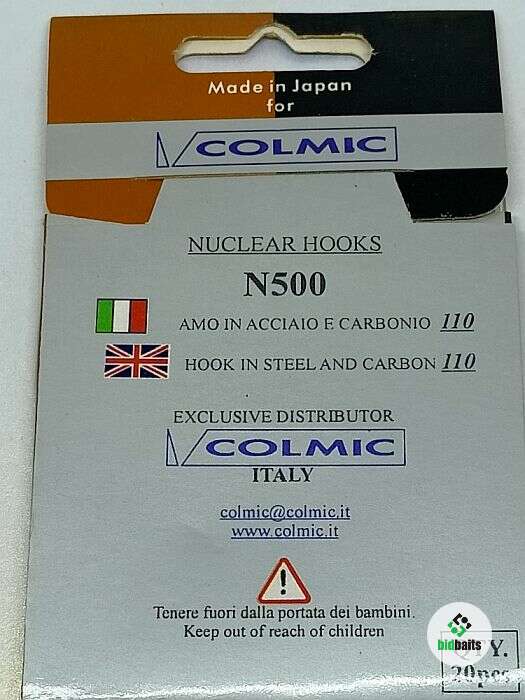 Made in Japan
for
COLMIC
NUCLEAR HOOKS
N500
AMO IN ACCIAIO E CARBONIO 110
HOOK IN STEEL AND CARBON 110
EXCLUSIVE DISTRIBUTOR
COLMIC
ITALY
colmic@colmic.it
www.colmic.it
!
Tenere fuori dalla portata dei bambini.
Keep out of reach of children
bidbaits
20pcs